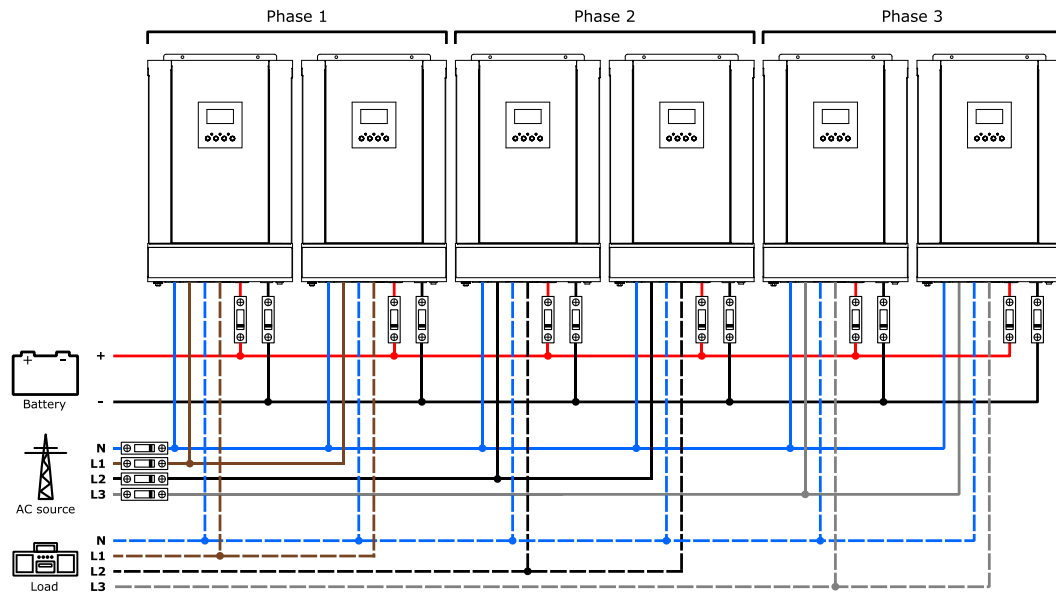 Phase 1 Phase 2 Phase 3
+ -
+
Battery
-
N
L1
L2
L3
AC source
N
L1
L2
L3
Load